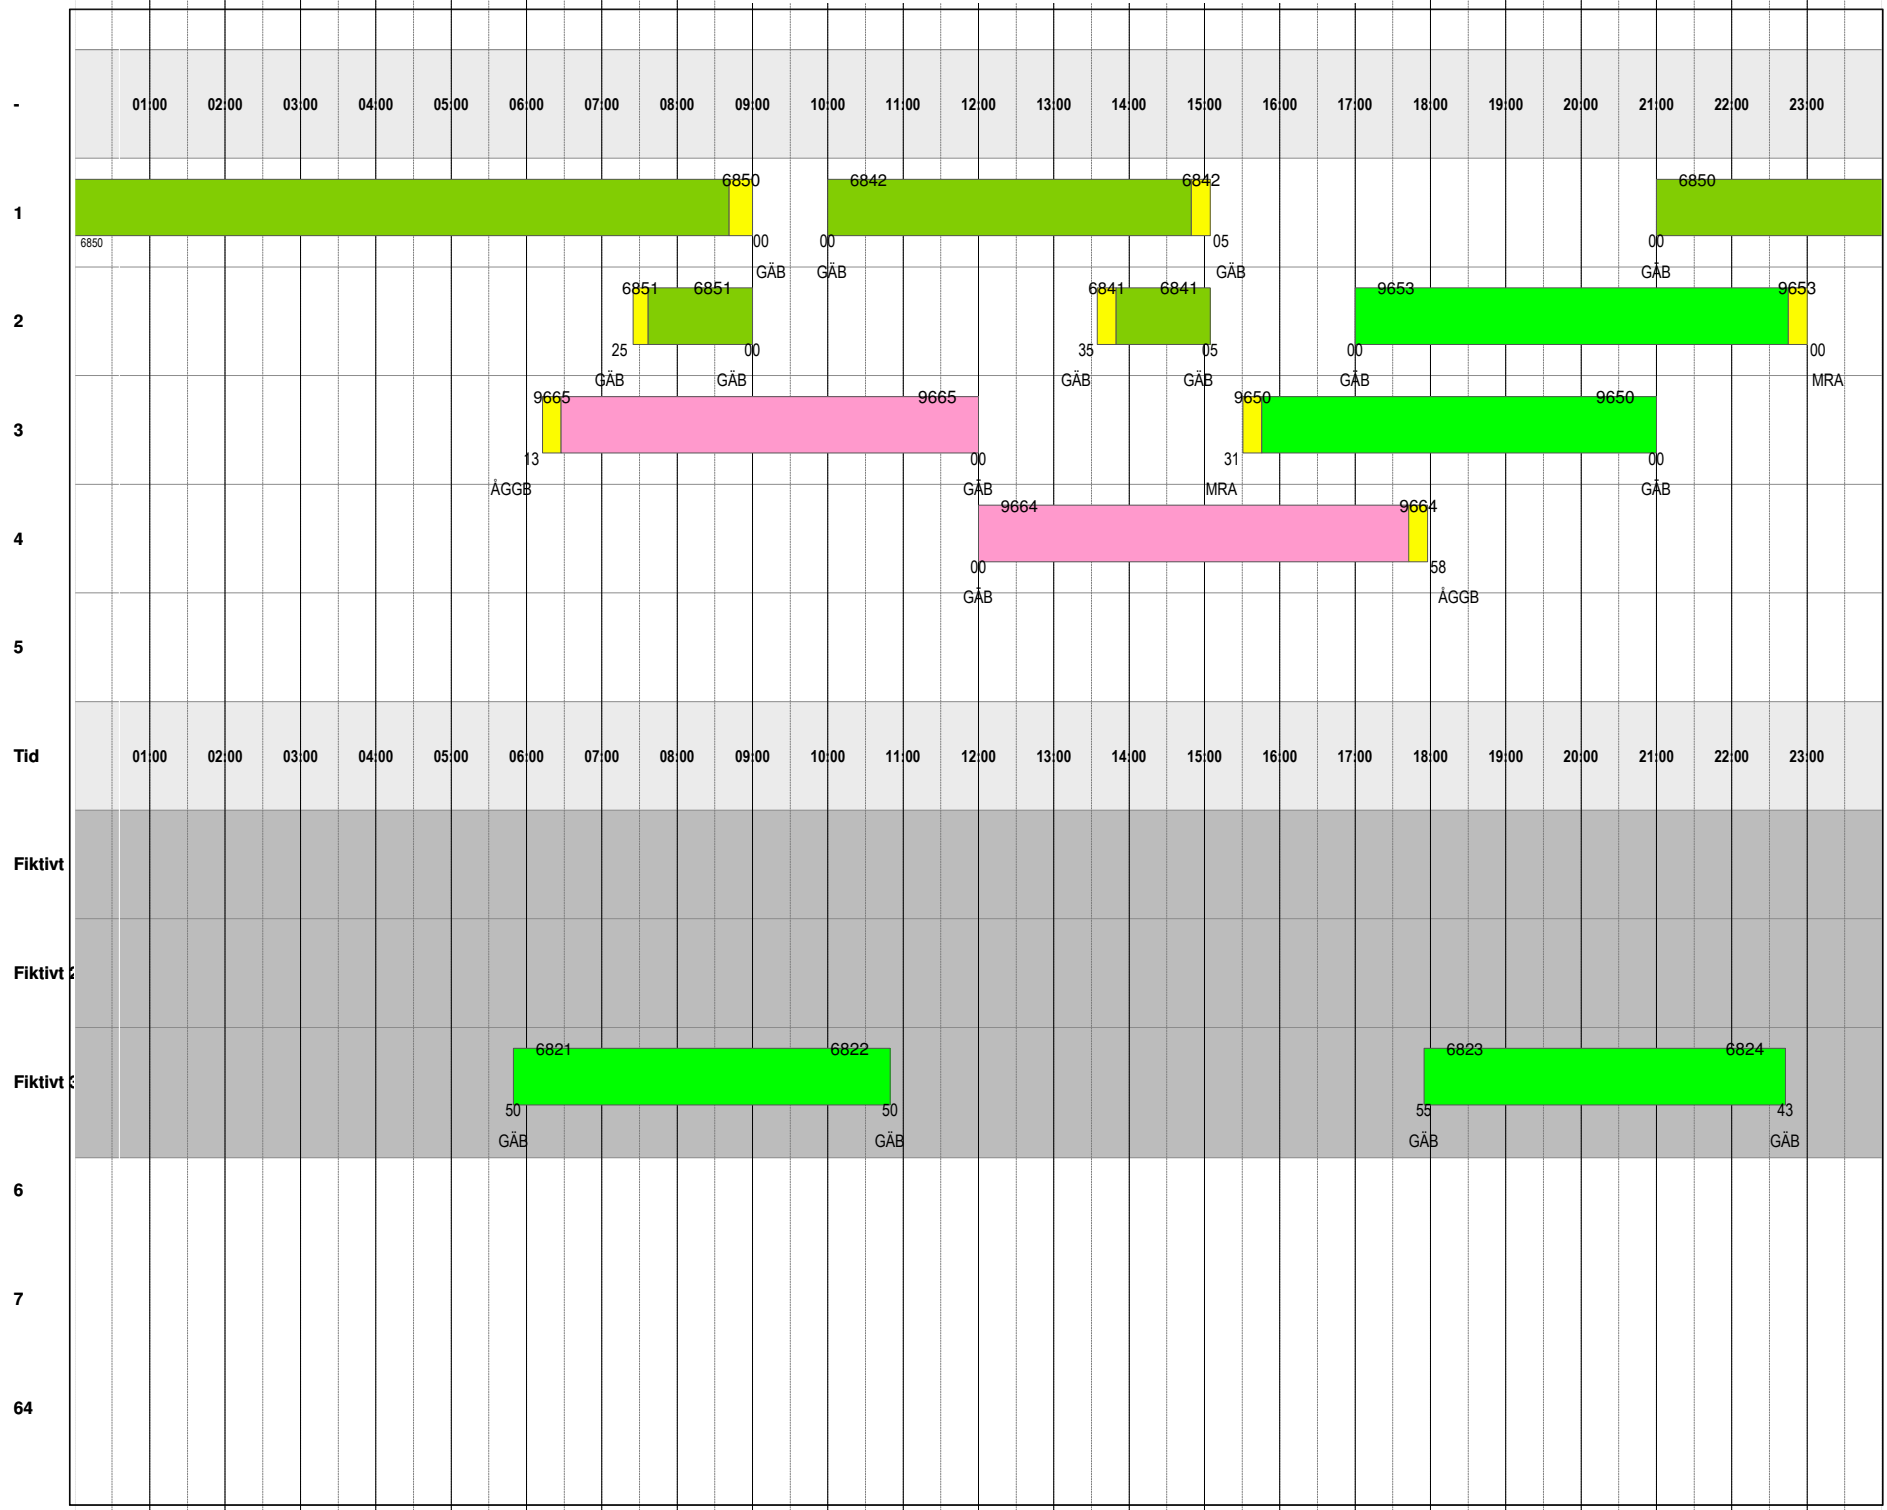 - 01:00 02:00 03:00 04:00 05:00 06:00 07:00 08:00 09:00 10:00 11:00 12:00 13:00 14:00 15:00 16:00 17:00 18:00 19:00 20:00 21:00 22:00 23:00
6850 6842 6842 6850
1
6850 00 00 05 00
GÄB GÄB GÄB GÄB
6851 6851 6841 6841 9653 9653
2
25 00 35 05 00 00
GÄB GÄB GÄB GÄB GÄB MRA
9665 9665 9650 9650
3
13 00 31 00
ÅGGB GÄB MRA GÄB
9664 9664
4
00 58
GÄB ÅGGB
5
Tid 01:00 02:00 03:00 04:00 05:00 06:00 07:00 08:00 09:00 10:00 11:00 12:00 13:00 14:00 15:00 16:00 17:00 18:00 19:00 20:00 21:00 22:00 23:00
Fiktivt
Fiktivt 2
6821 6822 6823 6824
Fiktivt 3
50 50 55 43
GÄB GÄB GÄB GÄB
6
7
64